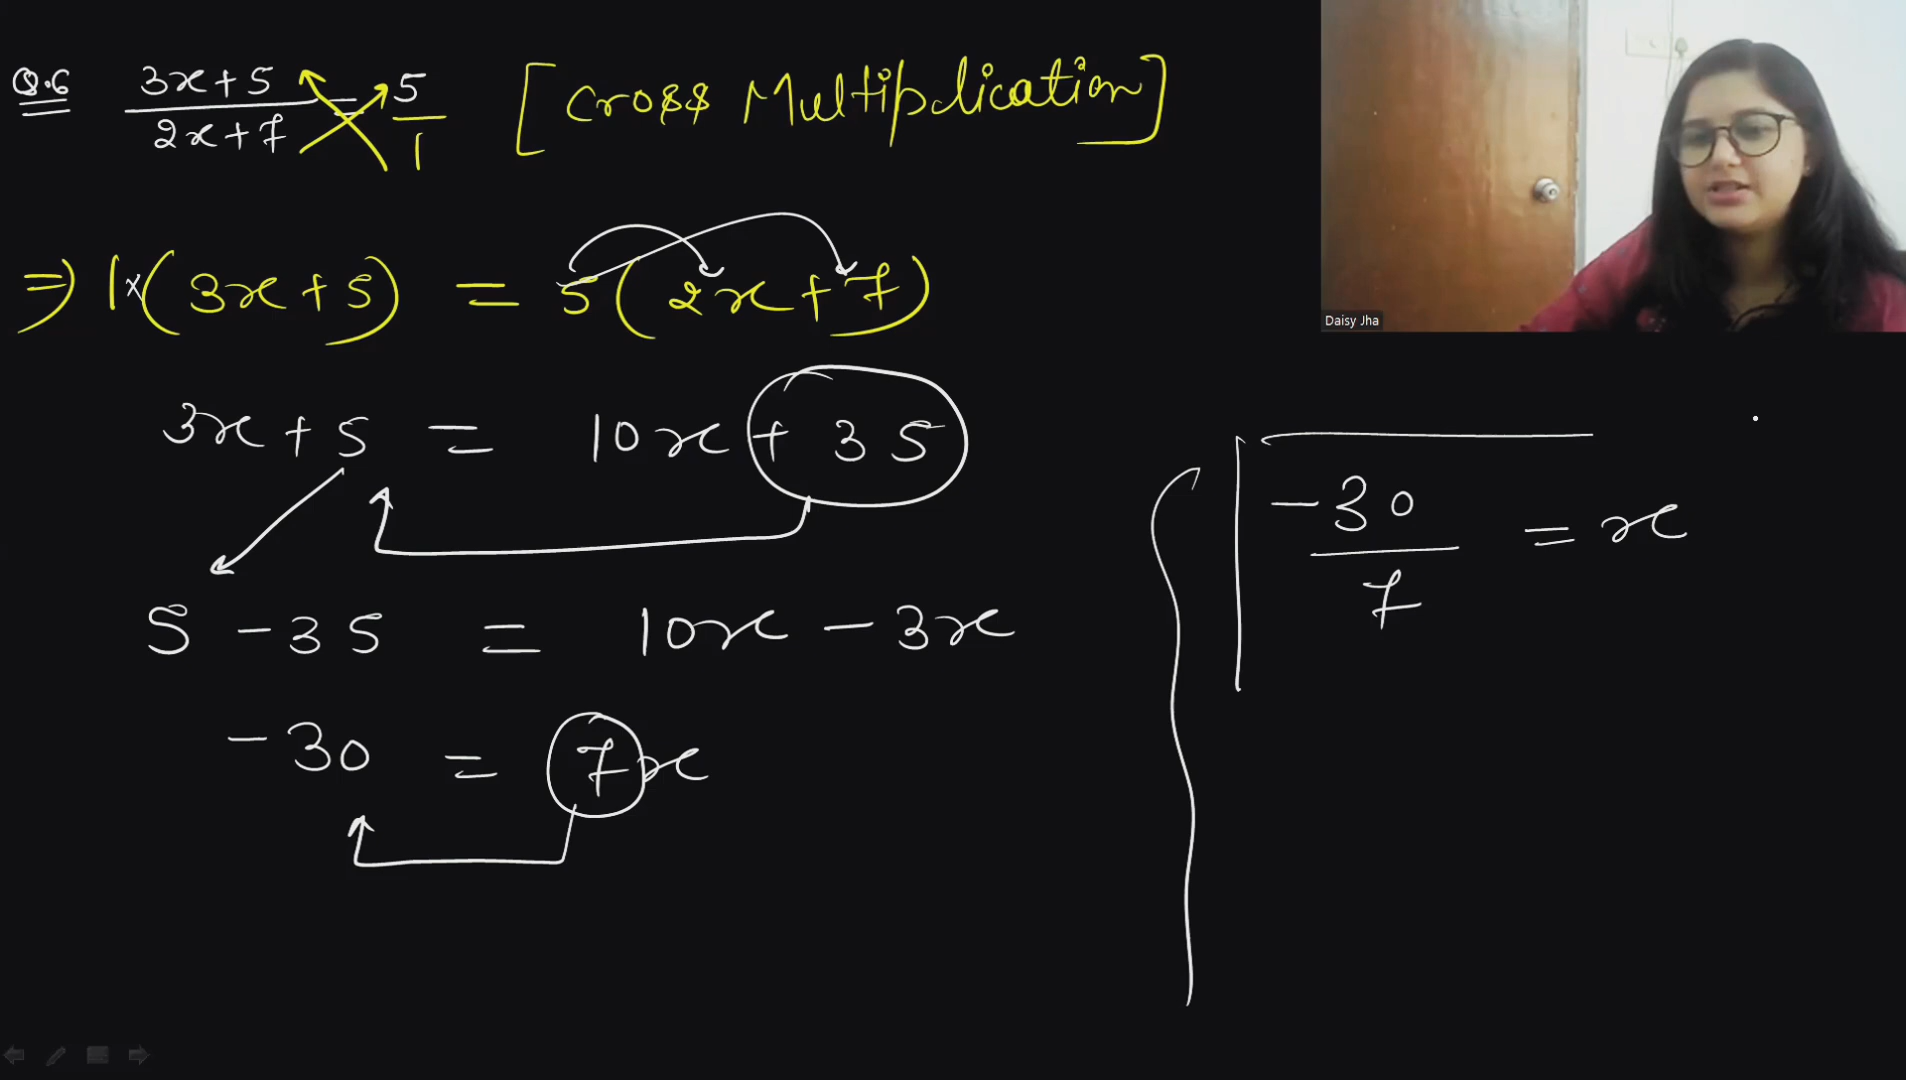 Q.6 3x+5/2x+7 = 5/1 [Cross Multiplication]
⇒ 1×(3x+5) = 5(2x+7)
3x+5 = 10x+35
5-35 = 10x-3x
-30 = 7x
-30/7 = x
Daisy Jha